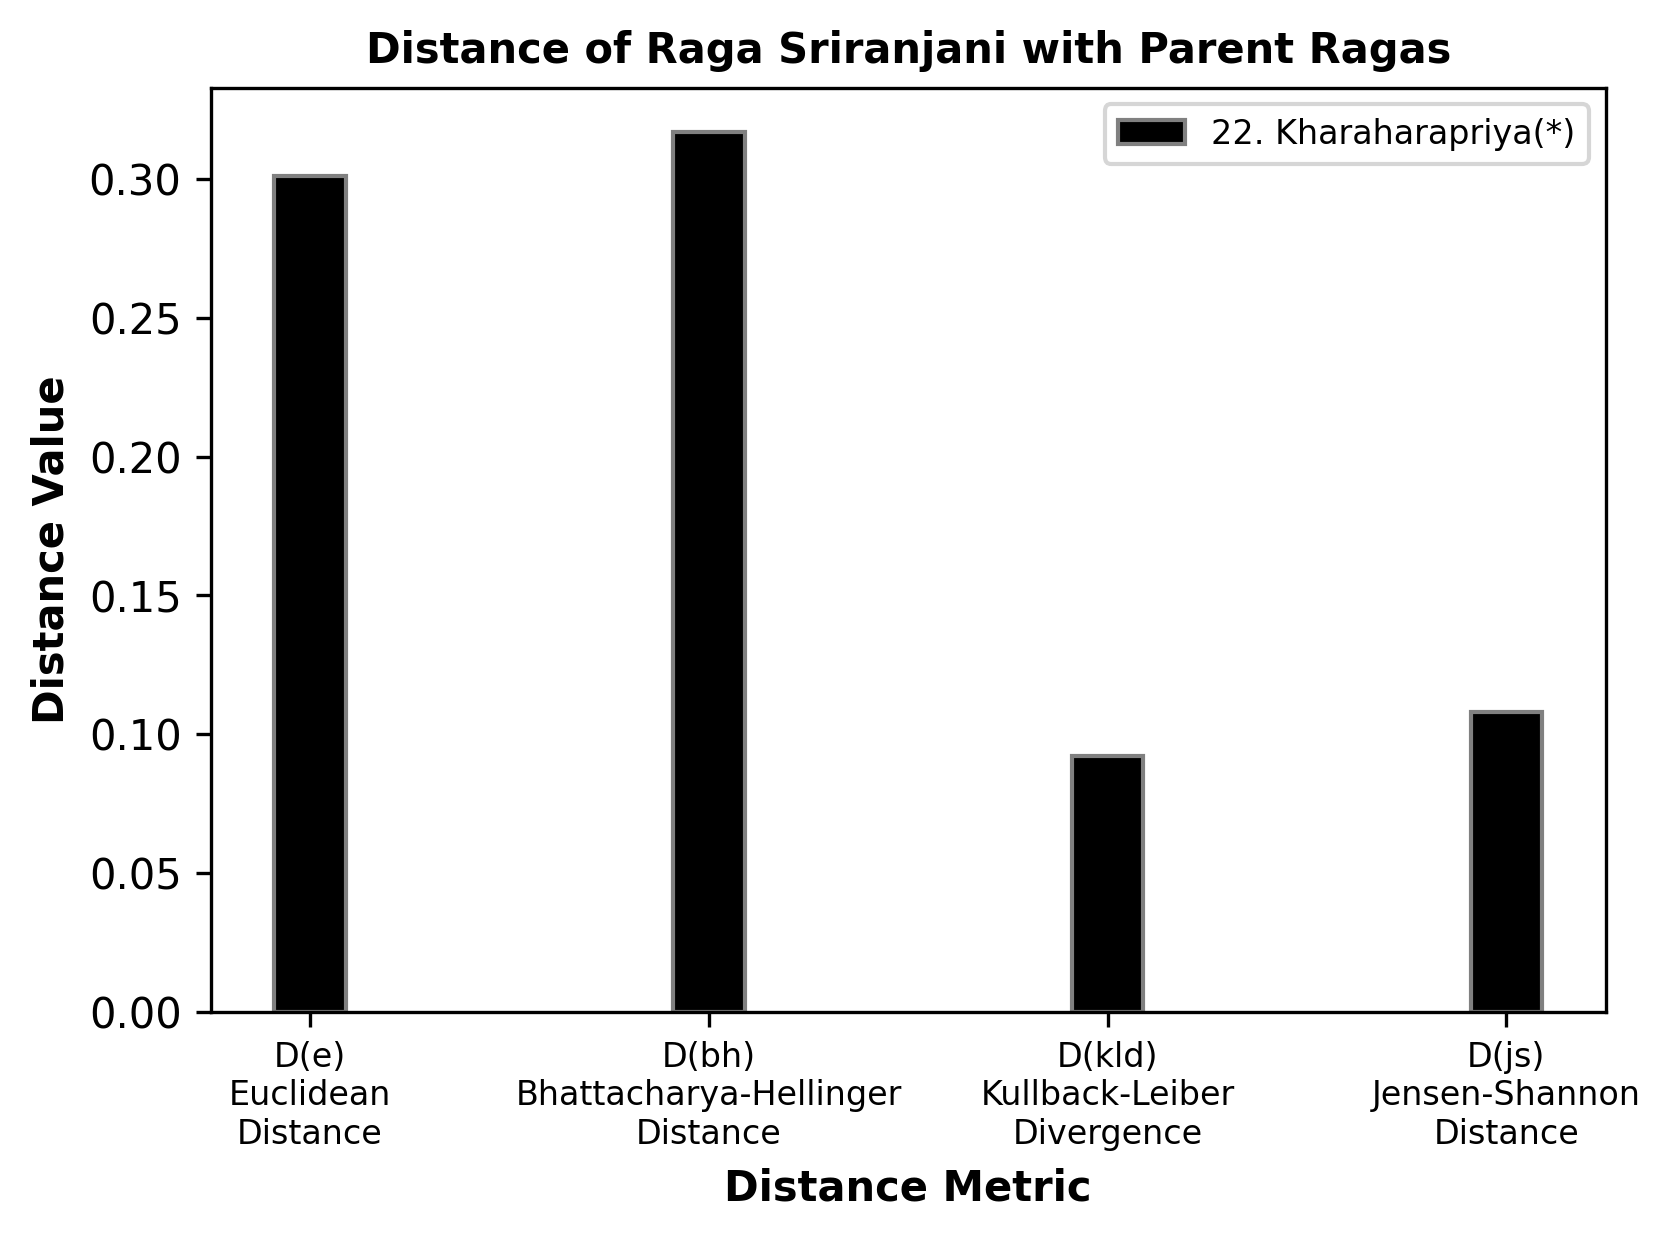 Distance of Raga Sriranjani with Parent Ragas
22. Kharaharapriya(*)
Distance Value
0.30
0.25
0.20
0.15
0.10
0.05
0.00
D(e)
Euclidean
Distance
D(bh)
Bhattacharya-Hellinger
Distance
D(kld)
Kullback-Leiber
Divergence
D(js)
Jensen-Shannon
Distance
Distance Metric